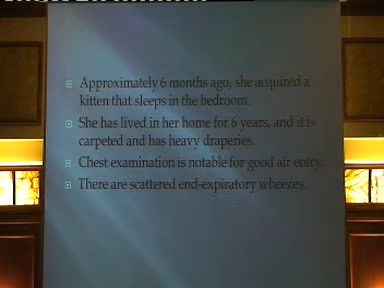 Approximately 6 months ago, she acquired a
kitten that sleeps in the bedroom.
She has lived in her home for 6 years, and it is
carpeted and has heavy draperies.
Chest examination is notable for good air entry.
There are scattered end-expiratory wheezes.